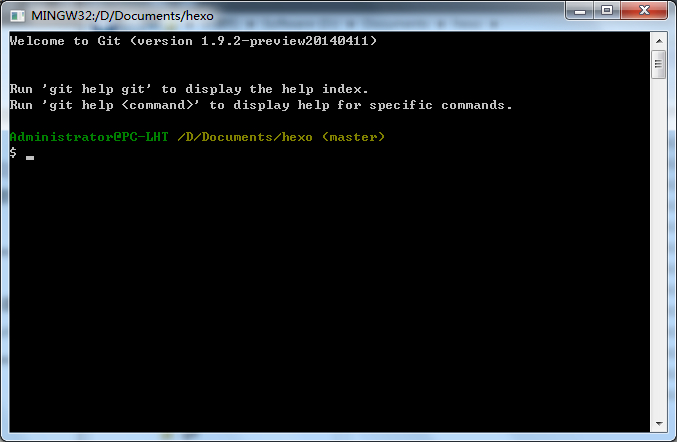 MINGW32:/D/Documents/hexo
Welcome to Git (version 1.9.2-preview20140411)
Run 'git help git' to display the help index.
Run 'git help <command>' to display help for specific commands.
Administrator@PC-LHT /D/Documents/hexo (master)
$